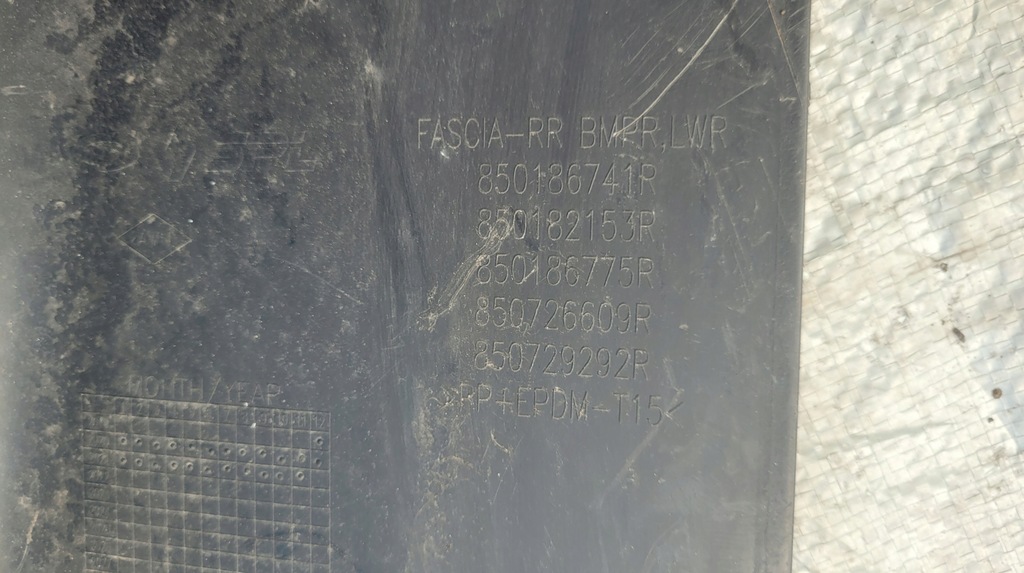 FASCIA-RR BMPR,LWR
850186741R
850182153R
850186775R
850726609R
850729292R
>PP+EPDM-T15<
MONTH/YEAR